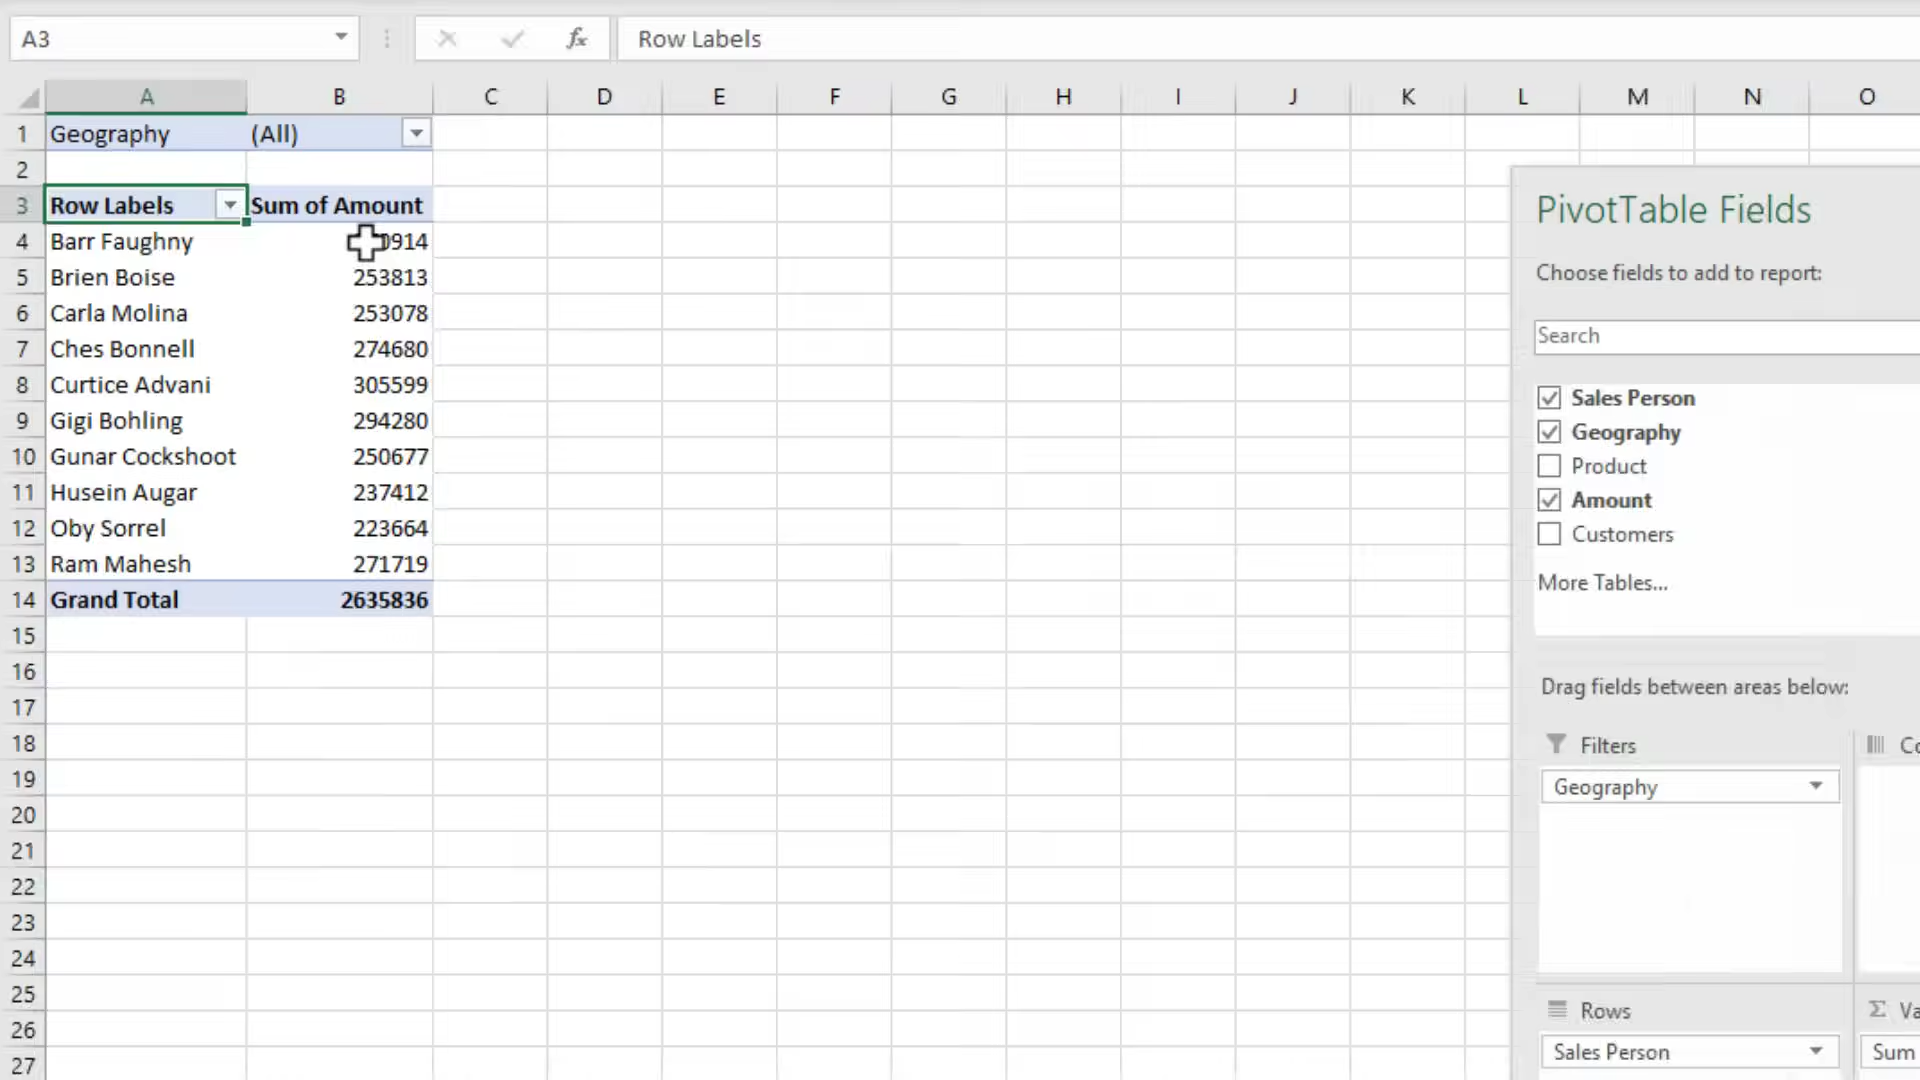 A3 Row Labels
A B C D E F G H I J K L M N O
1 Geography (All)
2
3 Row Labels Sum of Amount
4 Barr Faughny
5 Brien Boise 253813
6 Carla Molina 253078
7 Ches Bonnell 274680
8 Curtice Advani 305599
9 Gigi Bohling 294280
10 Gunar Cockshoot 250677
11 Husein Augar 237412
12 Oby Sorrel 223664
13 Ram Mahesh 271719
14 Grand Total 2635836
15
16
17
18
19
20
21
22
23
24
25
26
27
PivotTable Fields
Choose fields to add to report:
Search
Sales Person
Geography
Product
Amount
Customers
More Tables...
Drag fields between areas below:
Filters
Geography
Rows
Sales Person Sum